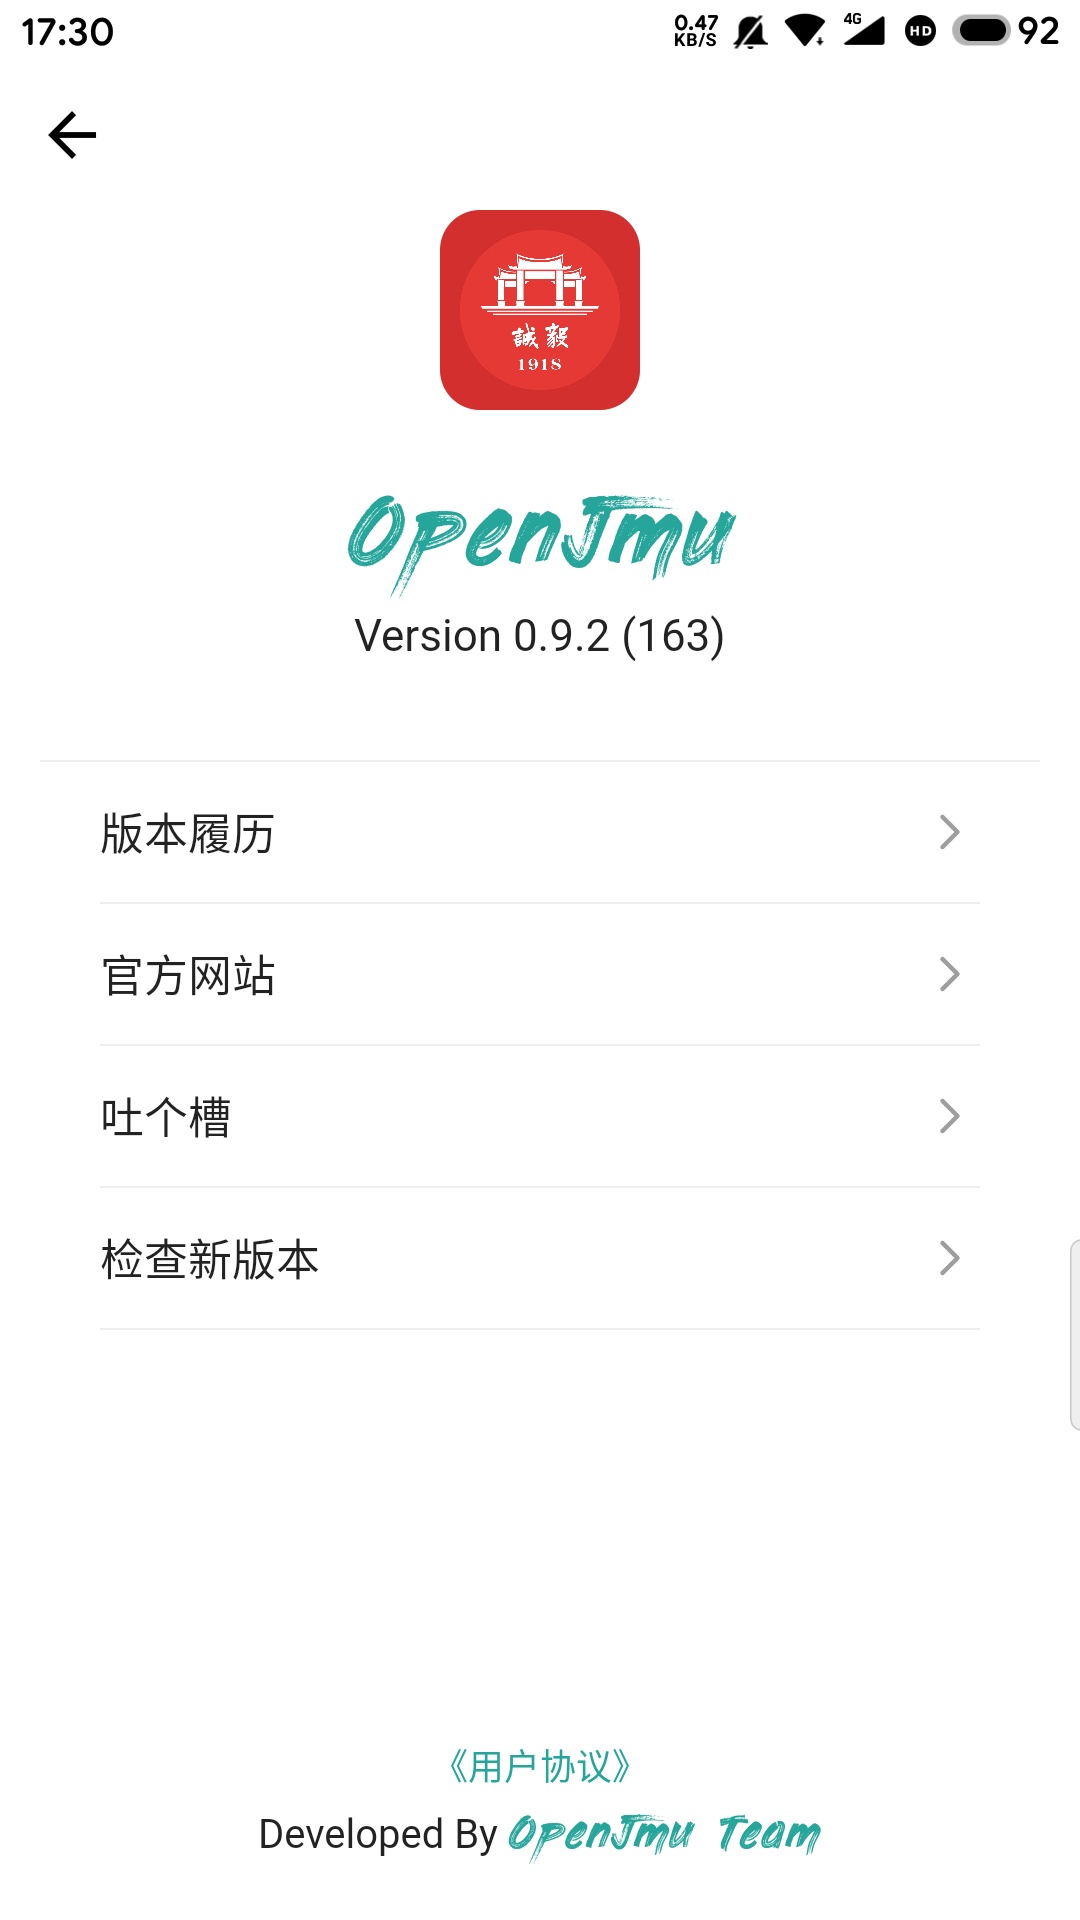 17:30
0.47
KB/S
4G
HD
92
誠毅
1918
OpenJmu
Version 0.9.2 (163)
版本履历
官方网站
吐个槽
检查新版本
《用户协议》
Developed By OpenJmu Team